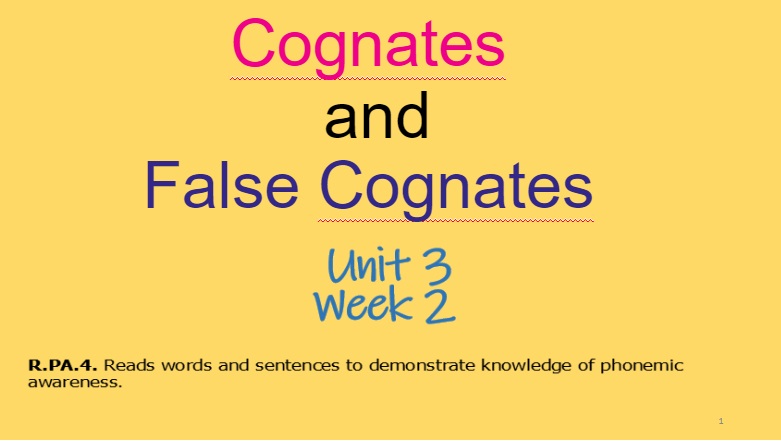 Cognates
and
False Cognates
Unit 3
Week 2
R.PA.4. Reads words and sentences to demonstrate knowledge of phonemic
awareness.
1